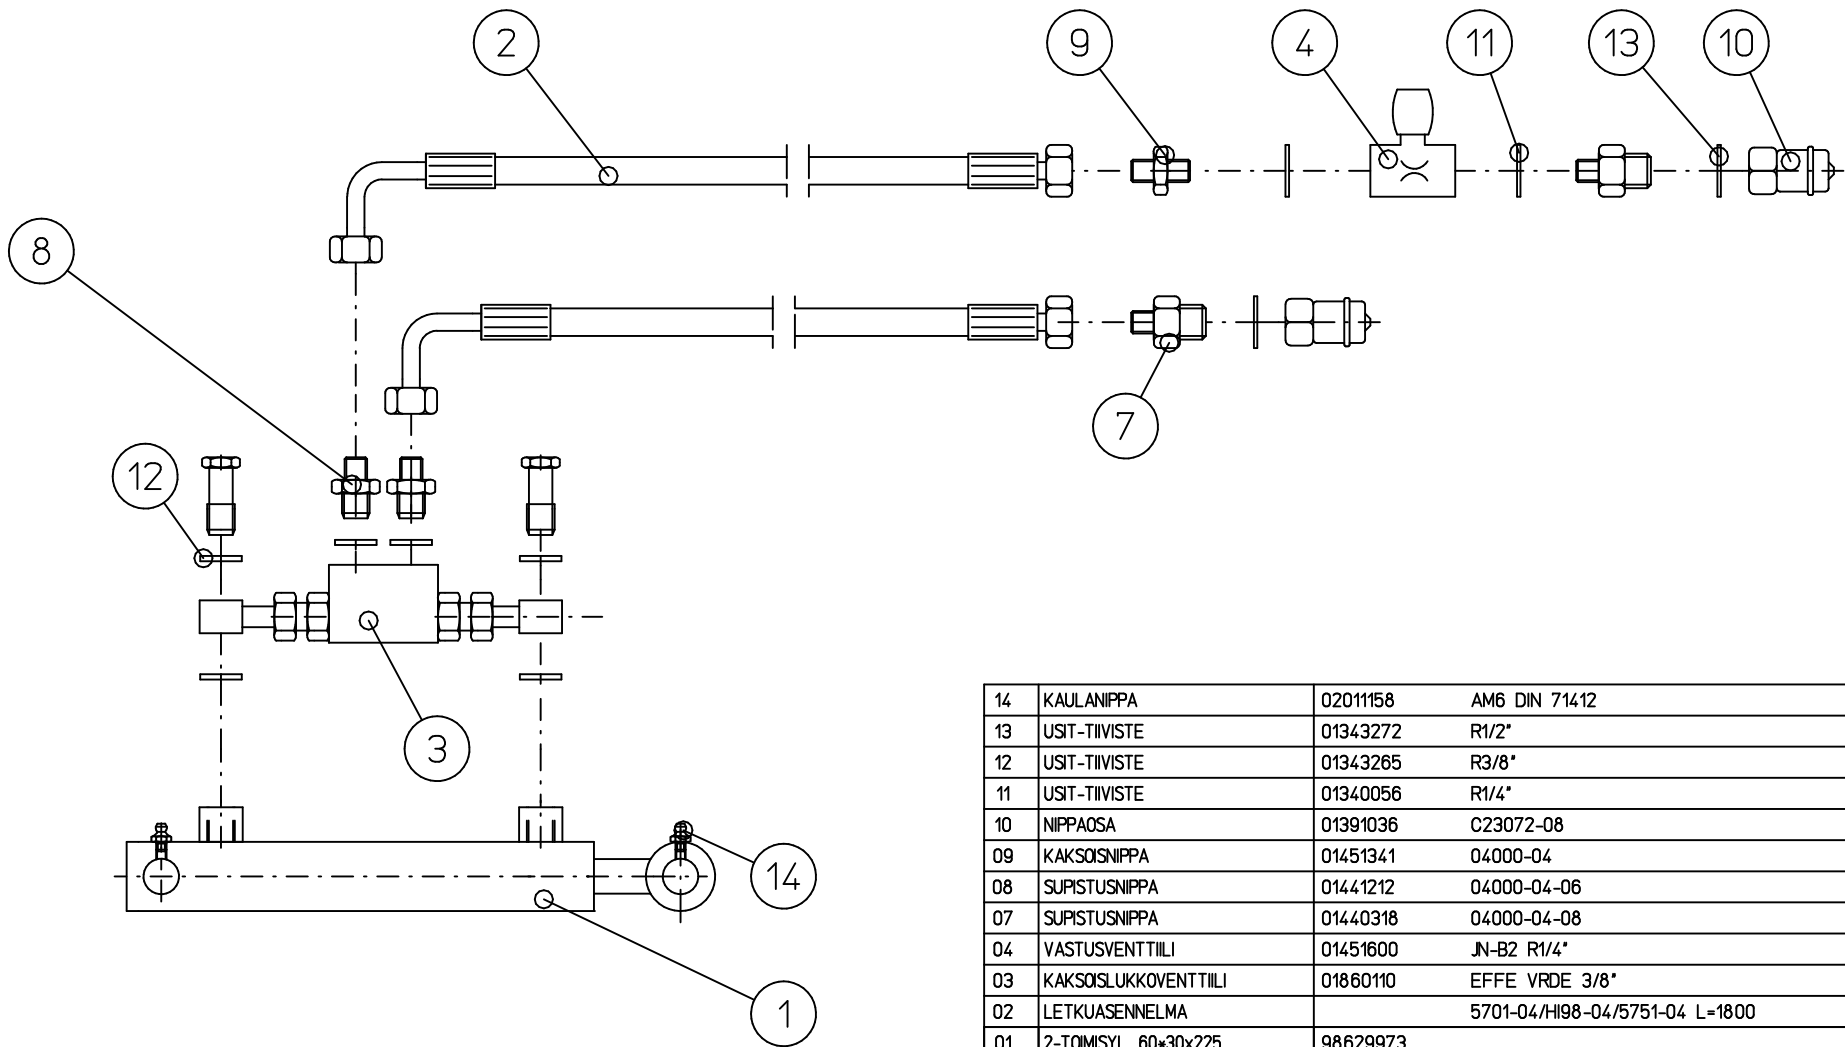 2
9
4
11
13
10
8
7
12
3
14
1
14 KAULANIPPA 02011158 AM6 DIN 71412
13 USIT-TIIVISTE 01343272 R1/2"
12 USIT-TIIVISTE 01343265 R3/8"
11 USIT-TIIVISTE 01340056 R1/4"
10 NIPPAOSA 01391036 C23072-08
09 KAKSOISNIPPA 01451341 04000-04
08 SUPISTUSNIPPA 01441212 04000-04-06
07 SUPISTUSNIPPA 01440318 04000-04-08
04 VASTUSVENTTIILI 01451600 JN-B2 R1/4"
03 KAKSOISLUKKOVENTTIILI 01860110 EFFE VRDE 3/8"
02 LETKUASENNELMA 5701-04/HI98-04/5751-04 L=1800
01 2-TOIMISYL 60*30x225 98629973